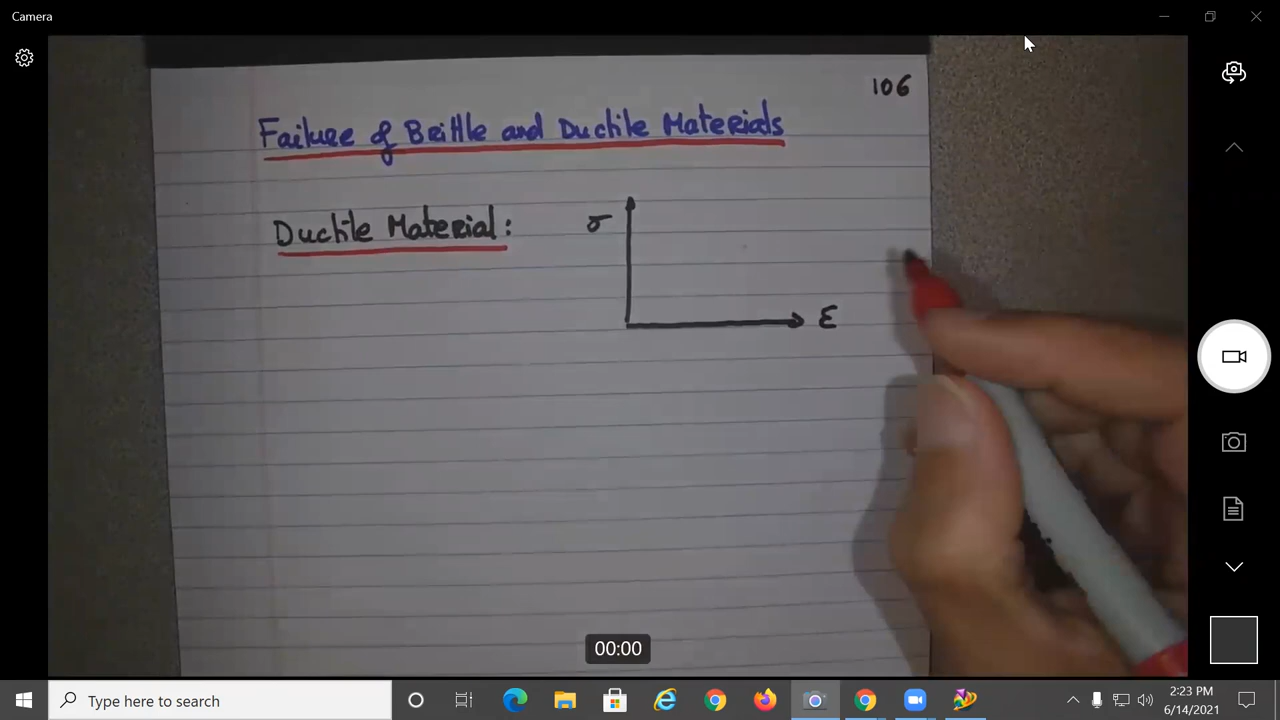 Camera
106
Failure of Brittle and Ductile Materials
Ductile Material:
σ
ε
00:00
Type here to search
2:23 PM
6/14/2021